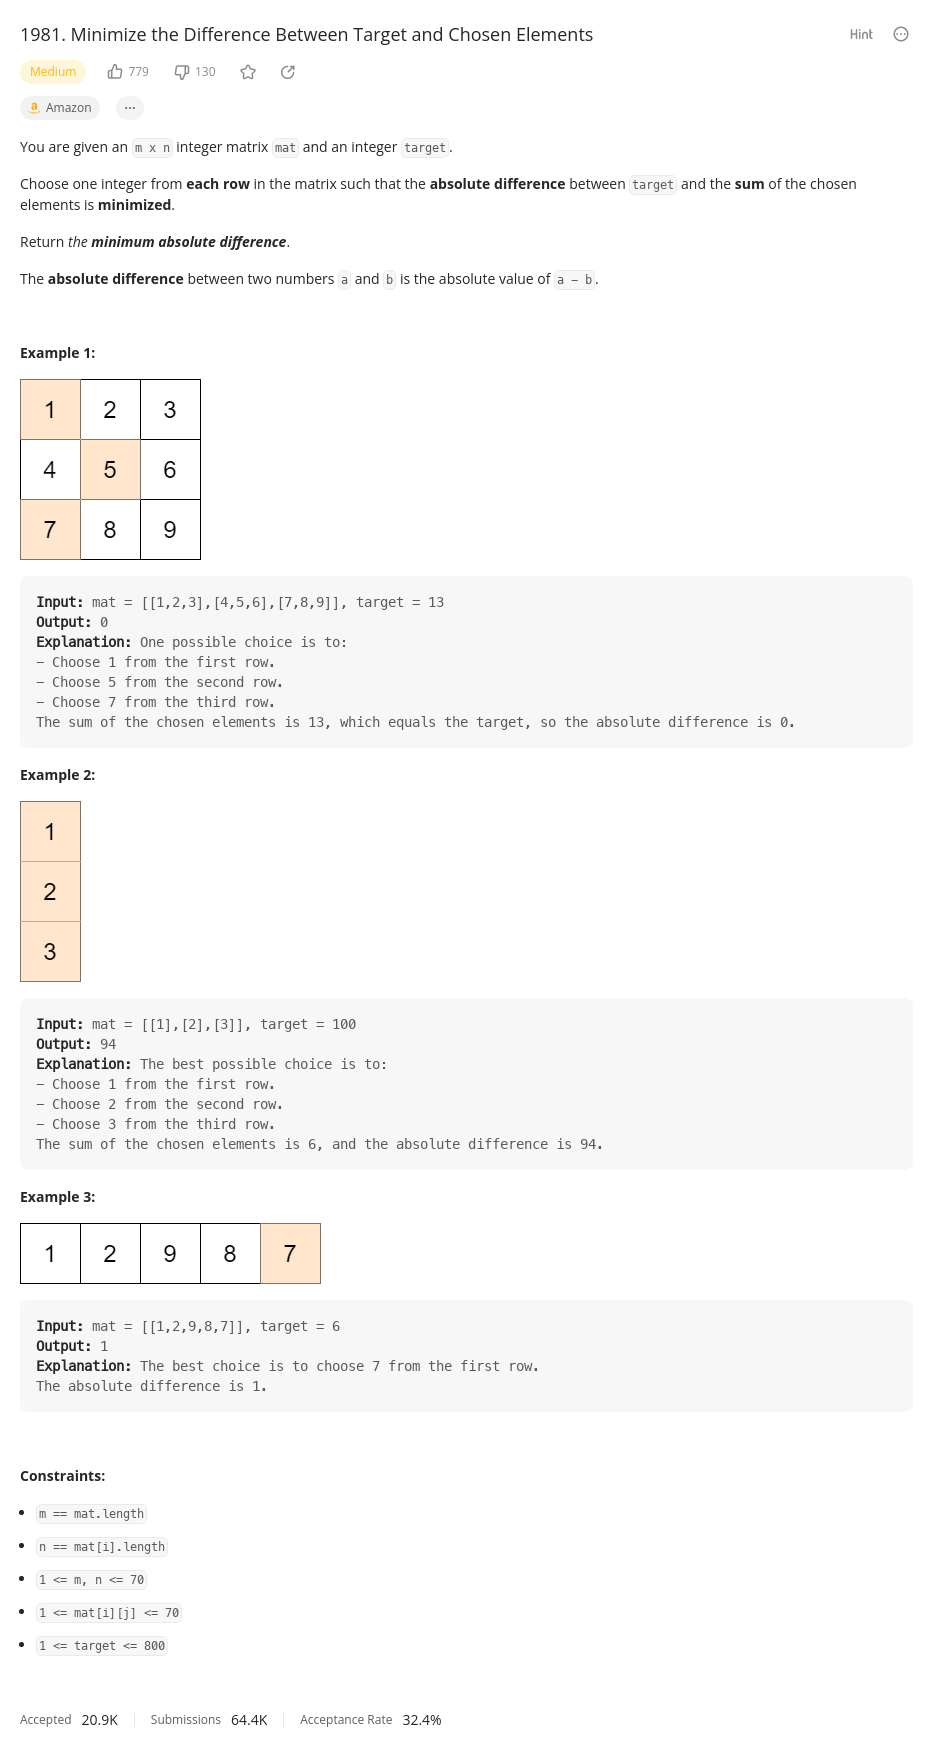 1981. Minimize the Difference Between Target and Chosen Elements
Hint
Medium 779 130
Amazon ...
You are given an m x n integer matrix mat and an integer target.
Choose one integer from each row in the matrix such that the absolute difference between target and the sum of the chosen
elements is minimized.
Return the minimum absolute difference.
The absolute difference between two numbers a and b is the absolute value of a − b.
Example 1:
1 2 3
4 5 6
7 8 9
Input: mat = [[1,2,3],[4,5,6],[7,8,9]], target = 13
Output: 0
Explanation: One possible choice is to:
− Choose 1 from the first row.
− Choose 5 from the second row.
− Choose 7 from the third row.
The sum of the chosen elements is 13, which equals the target, so the absolute difference is 0.
Example 2:
1
2
3
Input: mat = [[1],[2],[3]], target = 100
Output: 94
Explanation: The best possible choice is to:
− Choose 1 from the first row.
− Choose 2 from the second row.
− Choose 3 from the third row.
The sum of the chosen elements is 6, and the absolute difference is 94.
Example 3:
1 2 9 8 7
Input: mat = [[1,2,9,8,7]], target = 6
Output: 1
Explanation: The best choice is to choose 7 from the first row.
The absolute difference is 1.
Constraints:
• m == mat.length
• n == mat[i].length
• 1 <= m, n <= 70
• 1 <= mat[i][j] <= 70
• 1 <= target <= 800
Accepted 20.9K Submissions 64.4K Acceptance Rate 32.4%